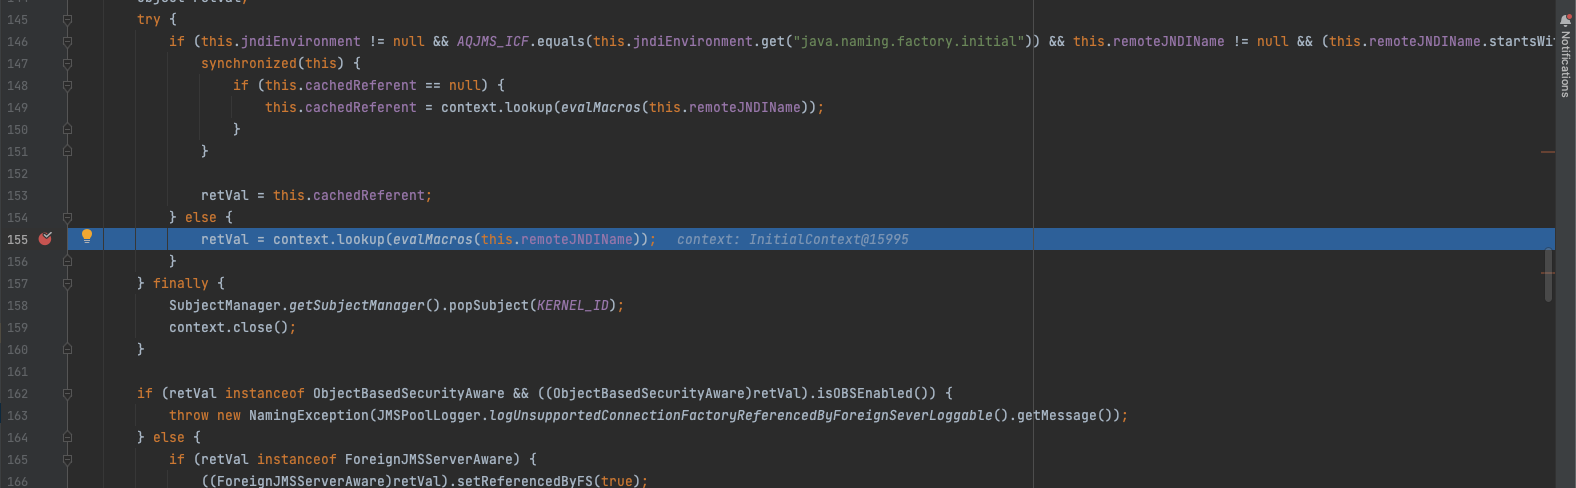 145 try {
146 if (this.jndiEnvironment != null && AQJMS_ICF.equals(this.jndiEnvironment.get("java.naming.factory.initial")) && this.remoteJNDIName != null && (this.remoteJNDIName.startsWi
147 synchronized(this) {
148 if (this.cachedReferent == null) {
149 this.cachedReferent = context.lookup(evalMacros(this.remoteJNDIName));
150 }
151 }
152
153 retVal = this.cachedReferent;
154 } else {
155 retVal = context.lookup(evalMacros(this.remoteJNDIName)); context: InitialContext@15995
156 }
157 } finally {
158 SubjectManager.getSubjectManager().popSubject(KERNEL_ID);
159 context.close();
160 }
161
162 if (retVal instanceof ObjectBasedSecurityAware && ((ObjectBasedSecurityAware)retVal).isOBSEnabled()) {
163 throw new NamingException(JMSPoolLogger.logUnsupportedConnectionFactoryReferencedByForeignSeverLoggable().getMessage());
164 } else {
165 if (retVal instanceof ForeignJMSServerAware) {
166 ((ForeignJMSServerAware)retVal).setReferencedByFS(true);
Notifications